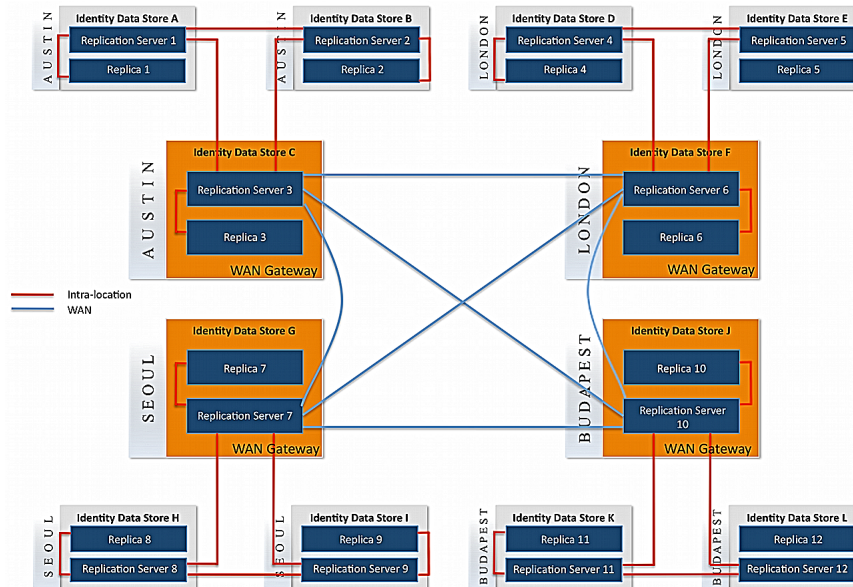 Identity Data Store A
AUSTIN
Replication Server 1
Replica 1
Identity Data Store B
AUSTIN
Replication Server 2
Replica 2
Identity Data Store D
LONDON
Replication Server 4
Replica 4
Identity Data Store E
LONDON
Replication Server 5
Replica 5
Identity Data Store C
AUSTIN
Replication Server 3
Replica 3
WAN Gateway
Identity Data Store F
LONDON
Replication Server 6
Replica 6
WAN Gateway
Intra-location
WAN
Identity Data Store G
SEOUL
Replica 7
Replication Server 7
WAN Gateway
Identity Data Store J
BUDAPEST
Replica 10
Replication Server
10
WAN Gateway
Identity Data Store H
SEOUL
Replica 8
Replication Server 8
Identity Data Store I
SEOUL
Replica 9
Replication Server 9
Identity Data Store K
BUDAPEST
Replica 11
Replication Server 11
Identity Data Store L
BUDAPEST
Replica 12
Replication Server 12